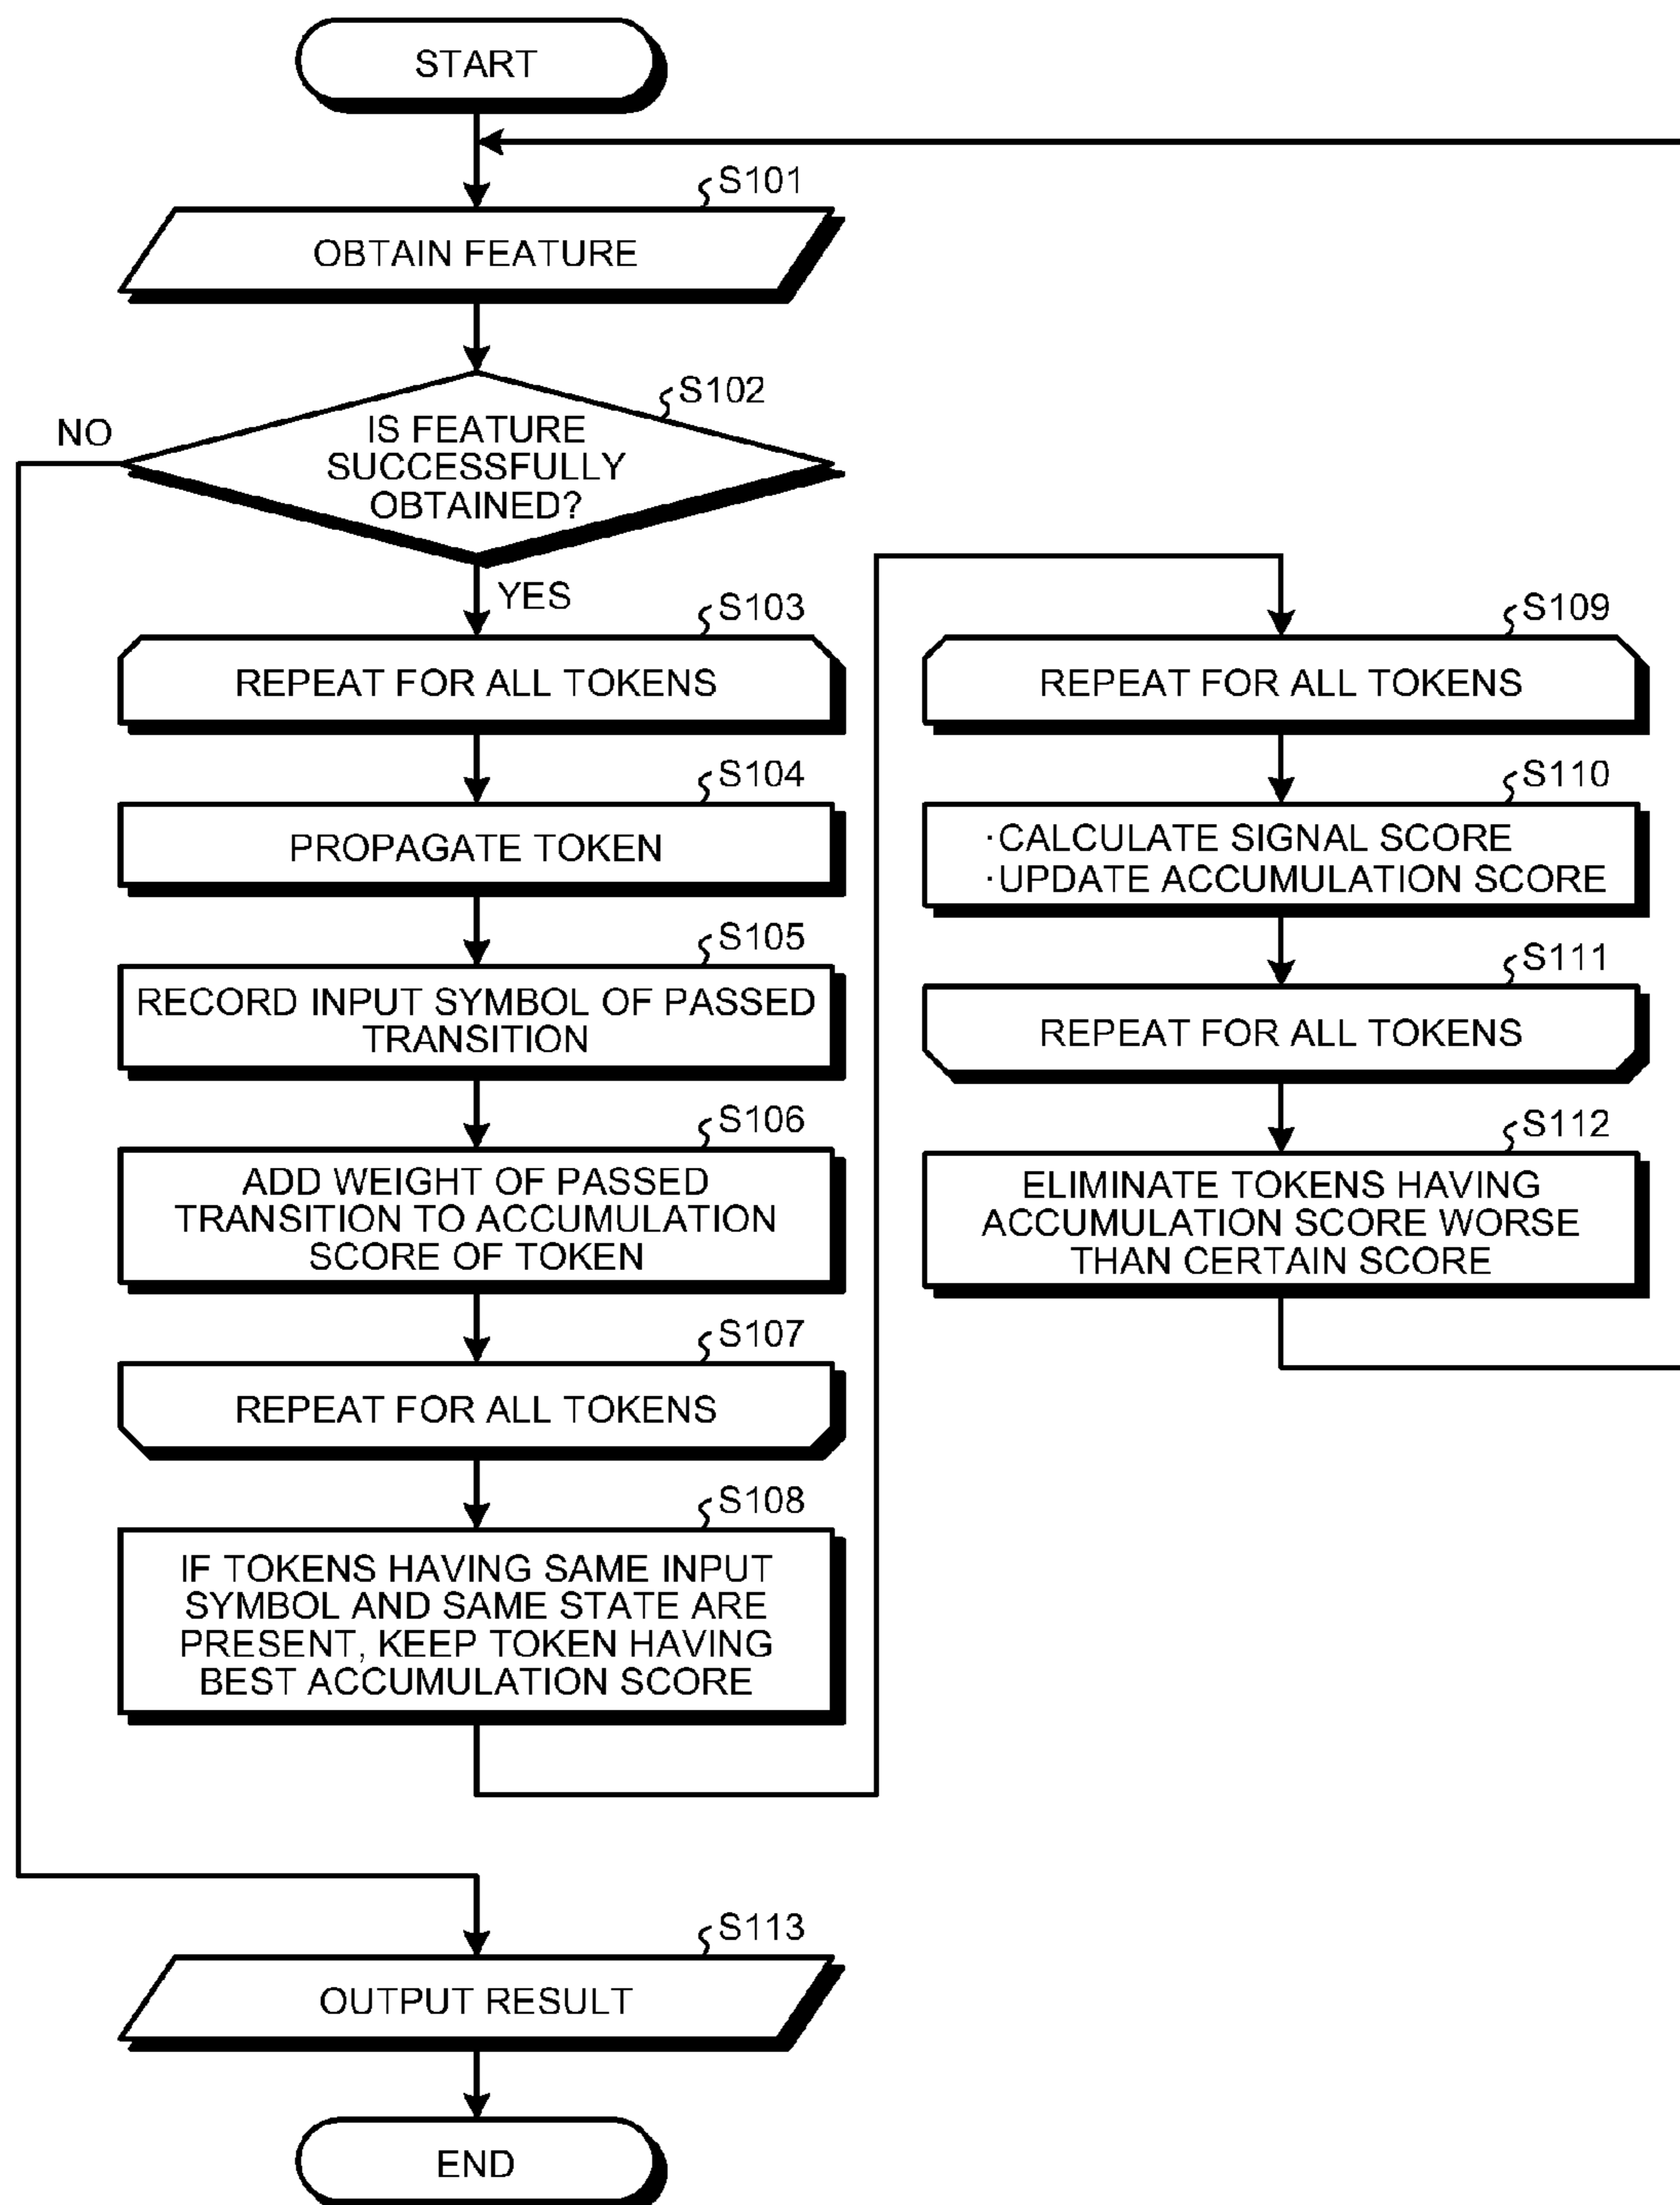 START
S101
OBTAIN FEATURE
S102
NO
IS FEATURE
SUCCESSFULLY
OBTAINED?
YES
S103
REPEAT FOR ALL TOKENS
S104
PROPAGATE TOKEN
S105
RECORD INPUT SYMBOL OF PASSED
TRANSITION
S106
ADD WEIGHT OF PASSED
TRANSITION TO ACCUMULATION
SCORE OF TOKEN
S107
REPEAT FOR ALL TOKENS
S108
IF TOKENS HAVING SAME INPUT
SYMBOL AND SAME STATE ARE
PRESENT, KEEP TOKEN HAVING
BEST ACCUMULATION SCORE
S109
REPEAT FOR ALL TOKENS
S110
·CALCULATE SIGNAL SCORE
·UPDATE ACCUMULATION SCORE
S111
REPEAT FOR ALL TOKENS
S112
ELIMINATE TOKENS HAVING
ACCUMULATION SCORE WORSE
THAN CERTAIN SCORE
S113
OUTPUT RESULT
END